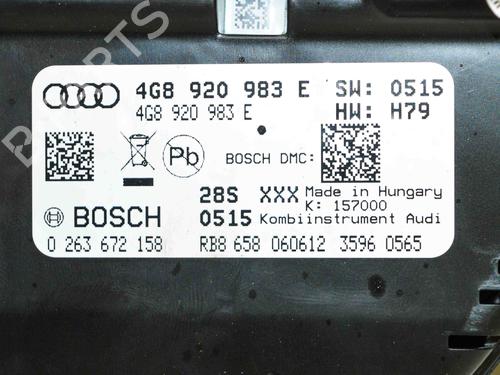 4G8 920 983 E SW: 0515
4G8 920 983 E HW: H79
Pb BOSCH DMC:
28S XXX Made in Hungary
K: 157000
BOSCH 0515 Kombiinstrument Audi
0 263 672 158 RB8 658 060612 3596 0565
PARTS